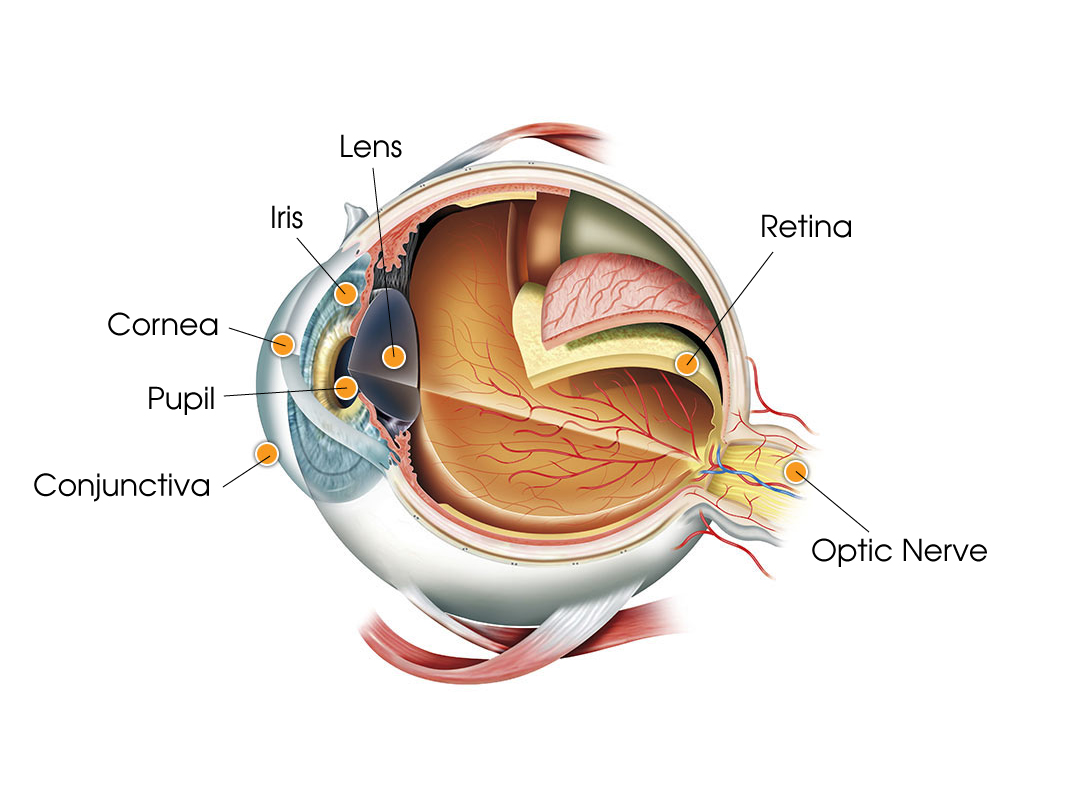 Lens
Iris
Retina
Cornea
Pupil
Conjunctiva
Optic Nerve